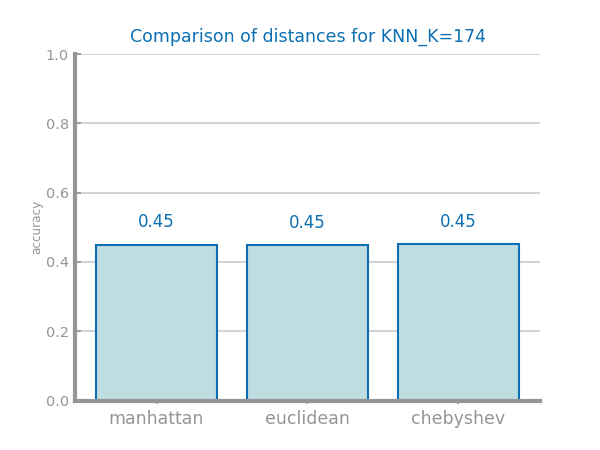 Comparison of distances for KNN_K=174
1.0
0.8
0.6
0.4
0.2
0.0
accuracy
0.45 0.45 0.45
manhattan euclidean chebyshev